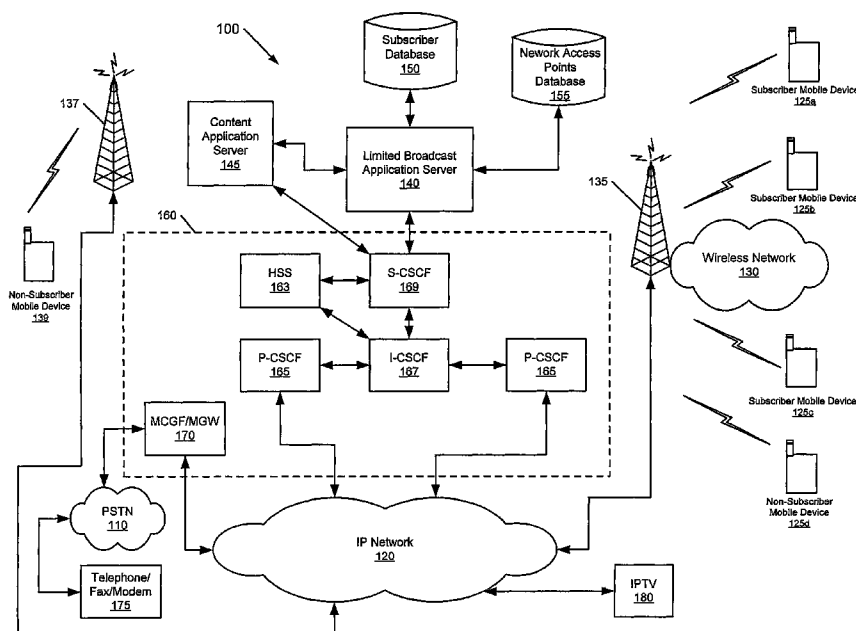 100
Subscriber
Database
150
Nework Access
Points
Database
155
137
Content
Application
Server
145
Limited Broadcast
Application Server
140
135
Subscriber Mobile Device
125a
Subscriber Mobile Device
125b
Wireless Network
130
160
Non-Subscriber
Mobile Device
139
HSS
163
S-CSCF
169
P-CSCF
165
I-CSCF
167
P-CSCF
165
Subscriber Mobile Device
125c
MCGF/MGW
170
Non-Subscriber
Mobile Device
125d
PSTN
110
IP Network
120
Telephone/
Fax/Modem
175
IPTV
180